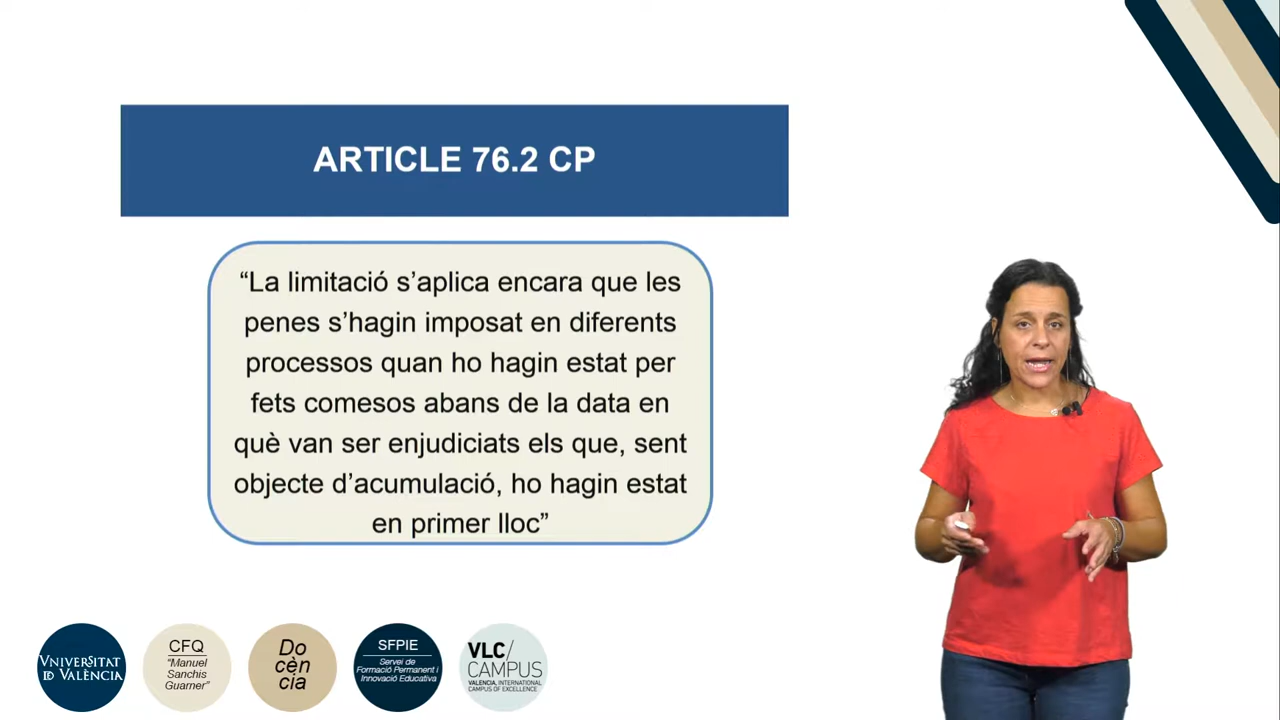 ARTICLE 76.2 CP
“La limitació s’aplica encara que les
penes s’hagin imposat en diferents
processos quan ho hagin estat per
fets comesos abans de la data en
què van ser enjudiciats els que, sent
objecte d’acumulació, ho hagin estat
en primer lloc”
VNIVERSITAT
ID VALÈNCIA
CFQ
“Manuel
Sanchis
Guarner”
Do
cèn
cia
SFPIE
Servei de
Formació Permanent i
Innovació Educativa
VLC/
CAMPUS
VALENCIA, INTERNATIONAL
CAMPUS OF EXCELLENCE